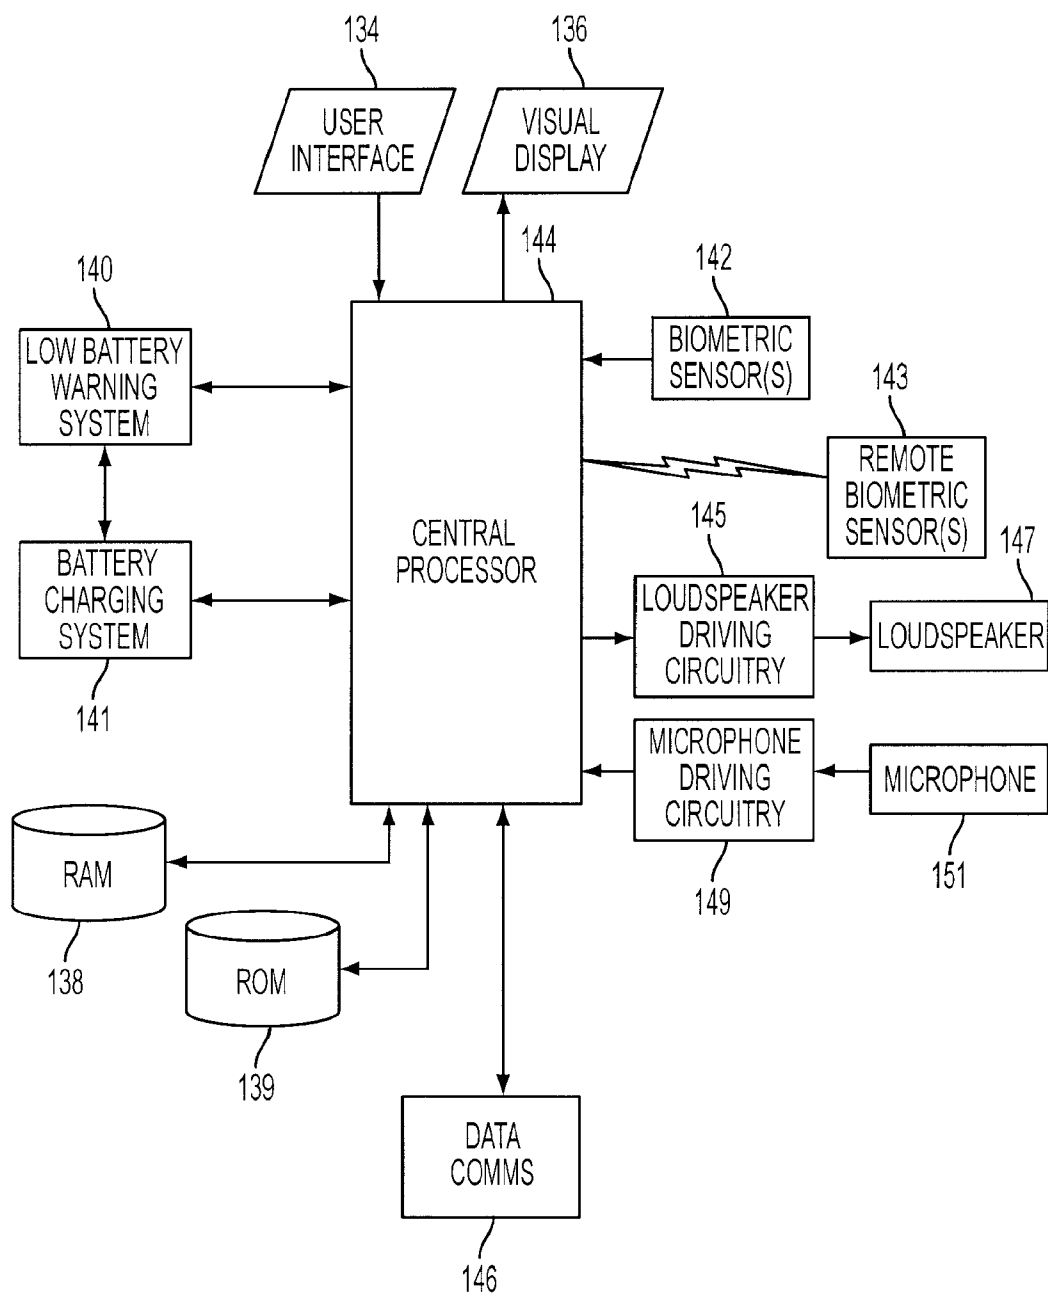 134
136
USER
INTERFACE
VISUAL
DISPLAY
144
142
140
BIOMETRIC
SENSOR(S)
143
LOW BATTERY
WARNING
SYSTEM
REMOTE
BIOMETRIC
SENSOR(S)
CENTRAL
PROCESSOR
145
147
BATTERY
CHARGING
SYSTEM
LOUDSPEAKER
DRIVING
CIRCUITRY
LOUDSPEAKER
141
MICROPHONE
DRIVING
CIRCUITRY
MICROPHONE
151
149
RAM
138
ROM
139
DATA
COMMS
146